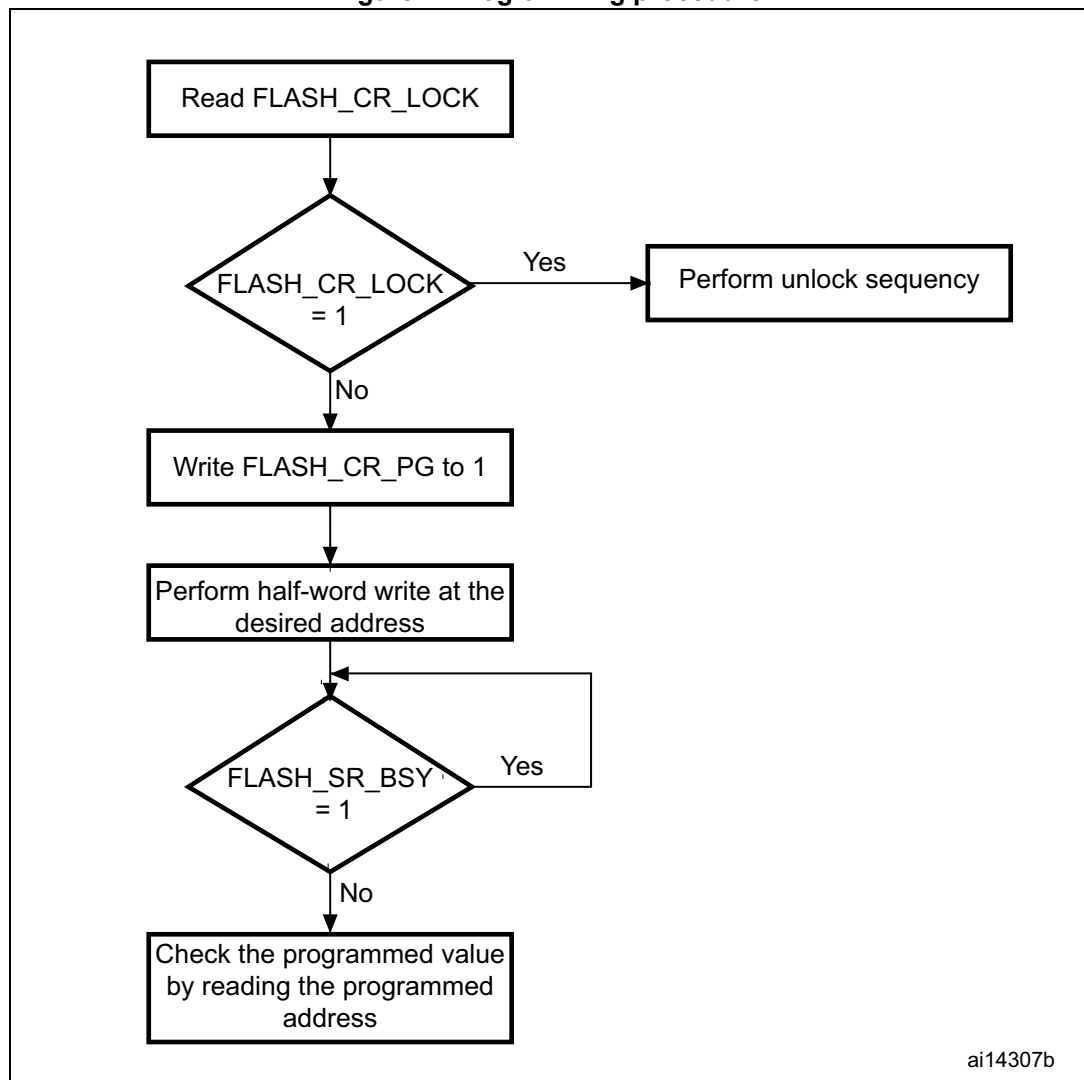 Read FLASH_CR_LOCK
FLASH_CR_LOCK
= 1
Yes
Perform unlock sequency
No
Write FLASH_CR_PG to 1
Perform half-word write at the
desired address
FLASH_SR_BSY
= 1
Yes
No
Check the programmed value
by reading the programmed
address
ai14307b